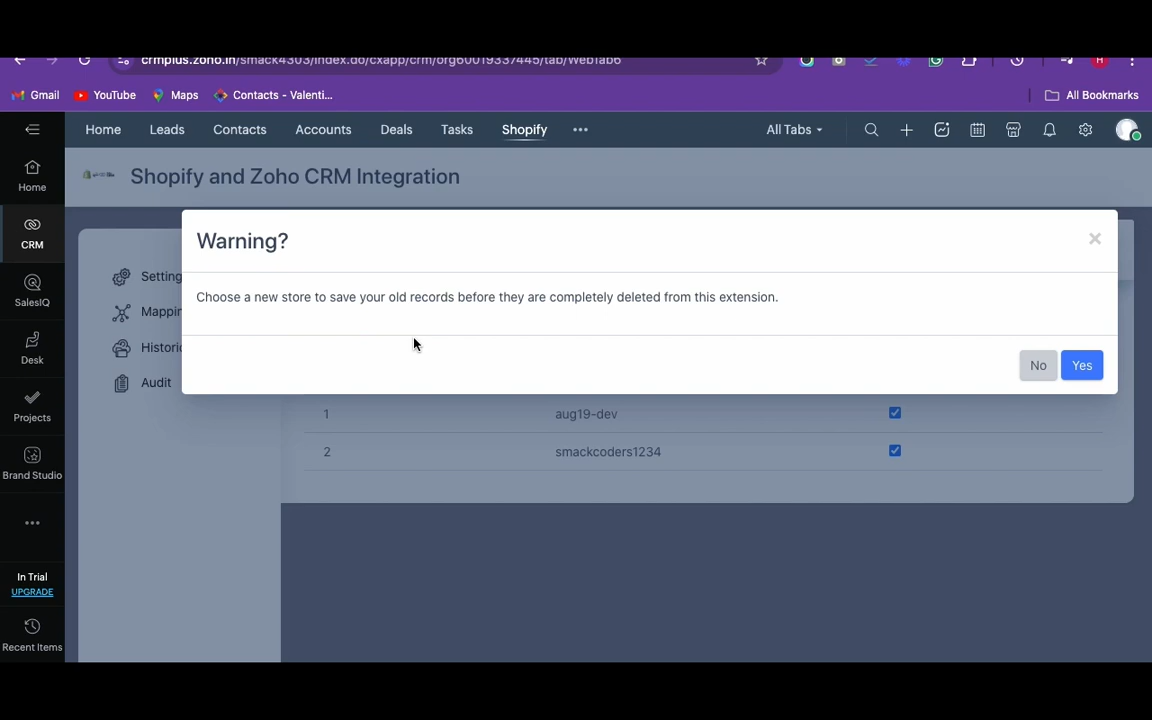 crmplus.zoho.in/smack4303/index.do/cxapp/crm/org60019337445/tab/WebTab6
H
Gmail
YouTube
Maps
Contacts - Valenti...
All Bookmarks
Home
Leads
Contacts
Accounts
Deals
Tasks
Shopify
All Tabs
Home
CRM
SalesIQ
Desk
Projects
Brand Studio
In Trial
UPGRADE
Recent Items
Shopify and Zoho CRM Integration
Setting
Mappin
Historic
Audit
Warning?
Choose a new store to save your old records before they are completely deleted from this extension.
No
Yes
1
aug19-dev
2
smackcoders1234